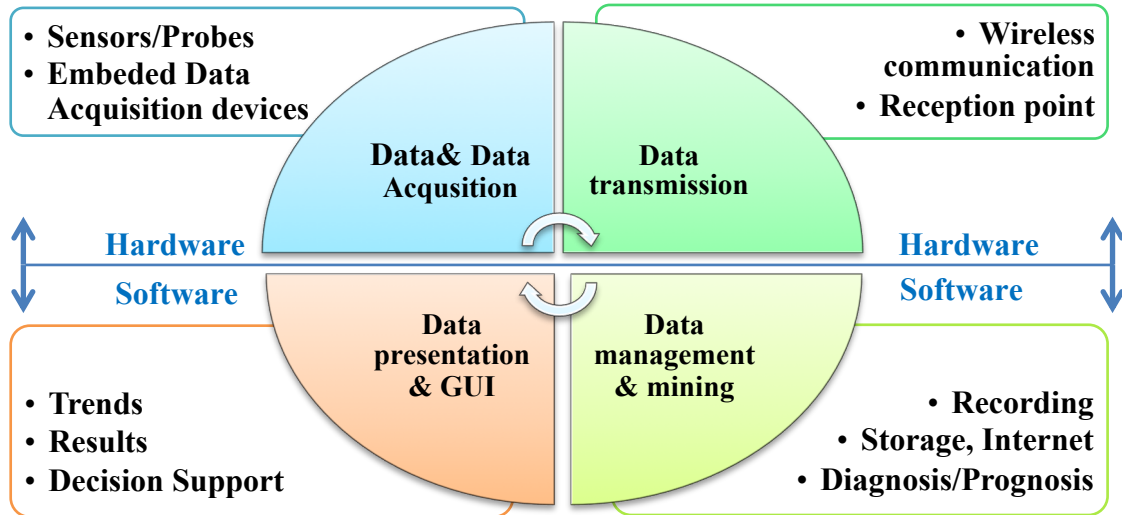 • Sensors/Probes
• Embeded Data
Acquisition devices
• Wireless
communication
• Reception point
Data& Data
Acqusition
Data
transmission
Hardware
Hardware
Software
Software
Data
presentation
& GUI
Data
management
& mining
• Trends
• Results
• Decision Support
• Recording
• Storage, Internet
• Diagnosis/Prognosis